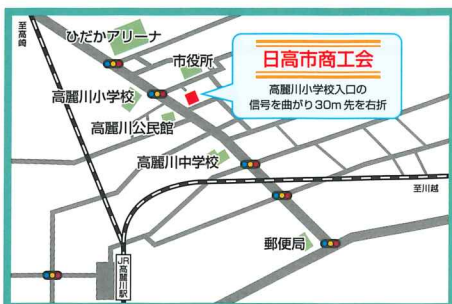 至高崎
ひだかアリーナ
市役所
日高市商工会
高麗川小学校入口の
信号を曲がり30m先を右折
高麗川小学校
高麗川公民館
高麗川中学校
至川越
郵便局
JR高麗川駅